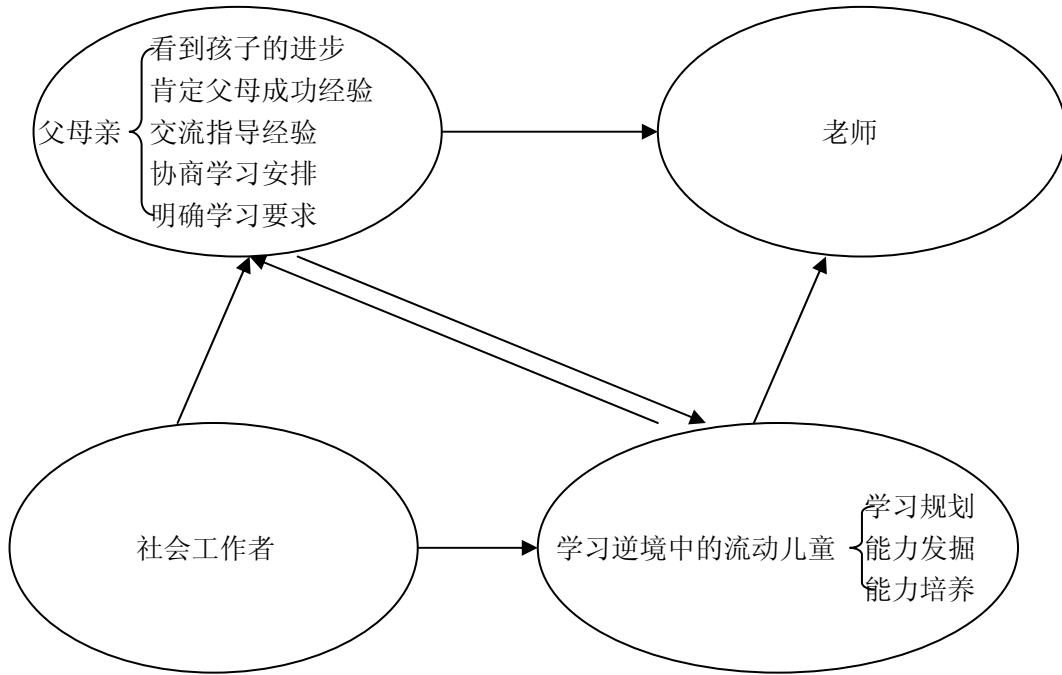 看到孩子的进步
肯定父母成功经验
父母亲
交流指导经验
协商学习安排
明确学习要求
老师
社会工作者
学习逆境中的流动儿童
学习规划
能力发掘
能力培养